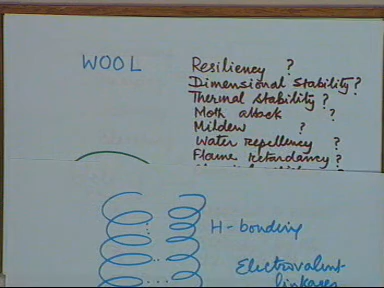 WOOL
Resiliency ?
Dimensional Stability?
Thermal stability ?
Moth attack ?
Mildew ?
Water repellency ?
Flame retardancy ?
H-bonding
Electrovalent
linkages